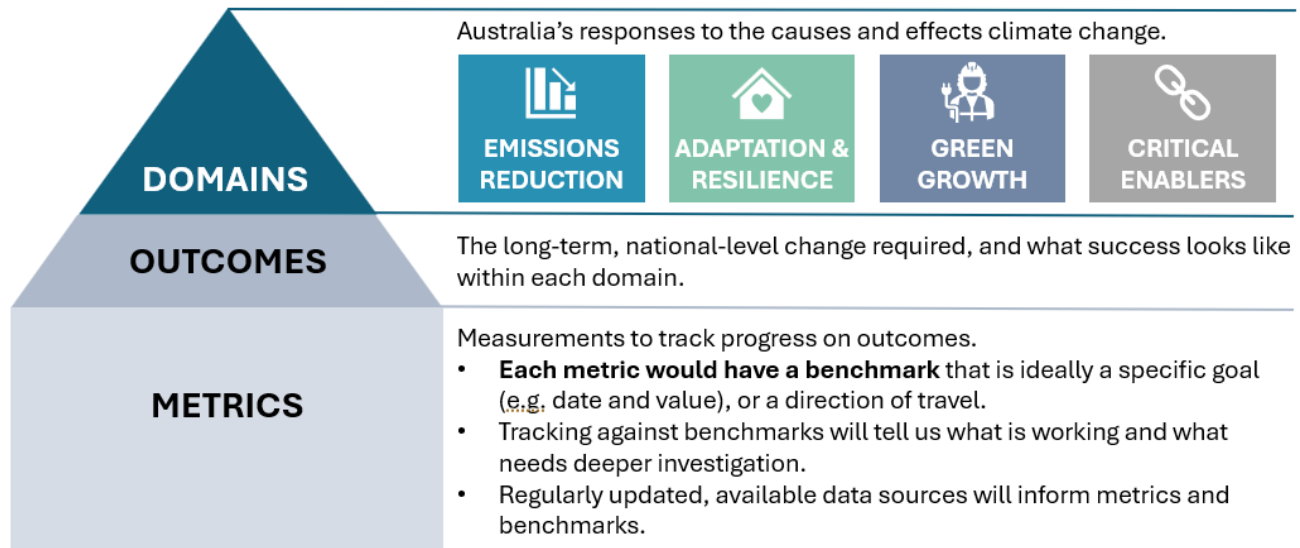 Australia's responses to the causes and effects climate change.
EMISSIONS
REDUCTION
ADAPTATION &
RESILIENCE
GREEN
GROWTH
CRITICAL
ENABLERS
DOMAINS
OUTCOMES
The long-term, national-level change required, and what success looks like
within each domain.
METRICS
Measurements to track progress on outcomes.
• Each metric would have a benchmark that is ideally a specific goal
(e.g. date and value), or a direction of travel.
• Tracking against benchmarks will tell us what is working and what
needs deeper investigation.
• Regularly updated, available data sources will inform metrics and
benchmarks.